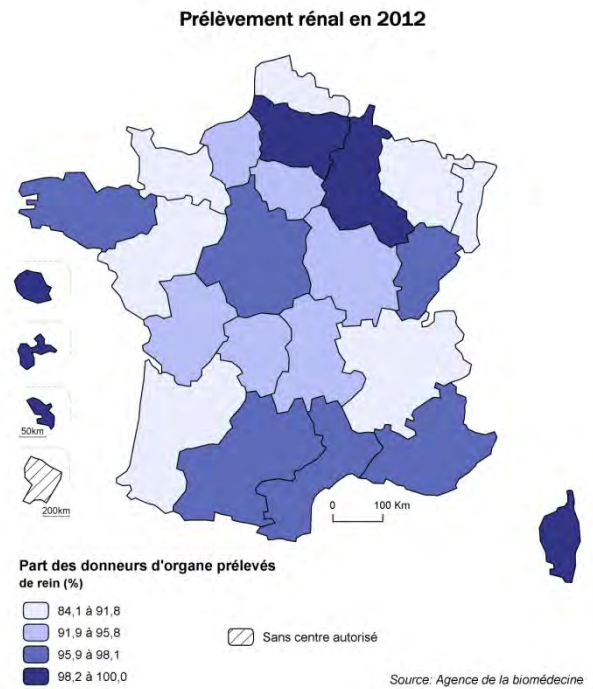 Prélèvement rénal en 2012
50km
200km
0 100 Km
Part des donneurs d'organe prélevés
de rein (%)
84,1 à 91,8
91,9 à 95,8
95,9 à 98,1
98,2 à 100,0
Sans centre autorisé
Source: Agence de la biomédecine